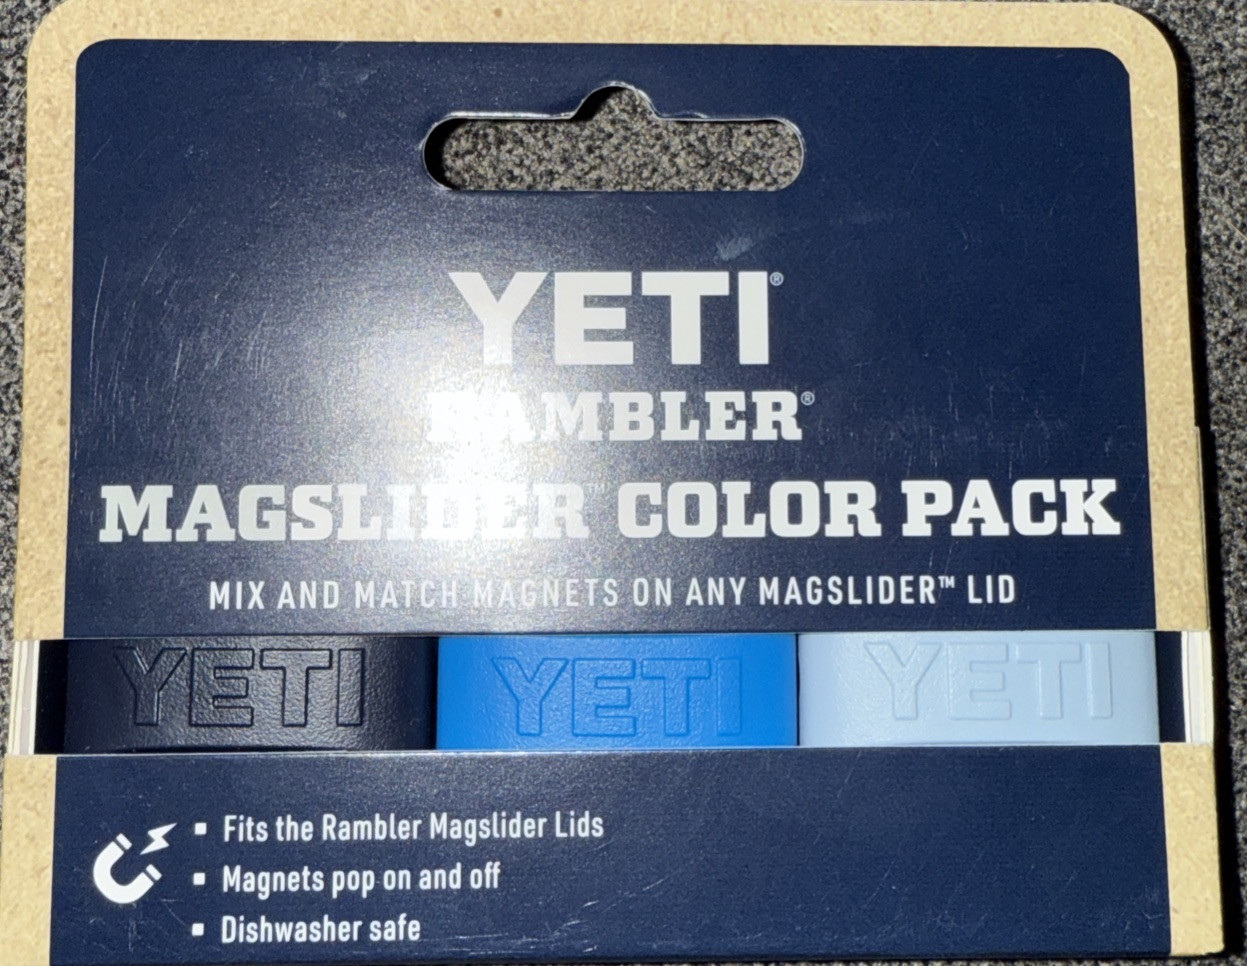 YETI®
RAMBLER®
MAGSLIDER COLOR PACK
MIX AND MATCH MAGNETS ON ANY MAGSLIDER™ LID
YETI YETI YETI
▪ Fits the Rambler Magslider Lids
▪ Magnets pop on and off
▪ Dishwasher safe